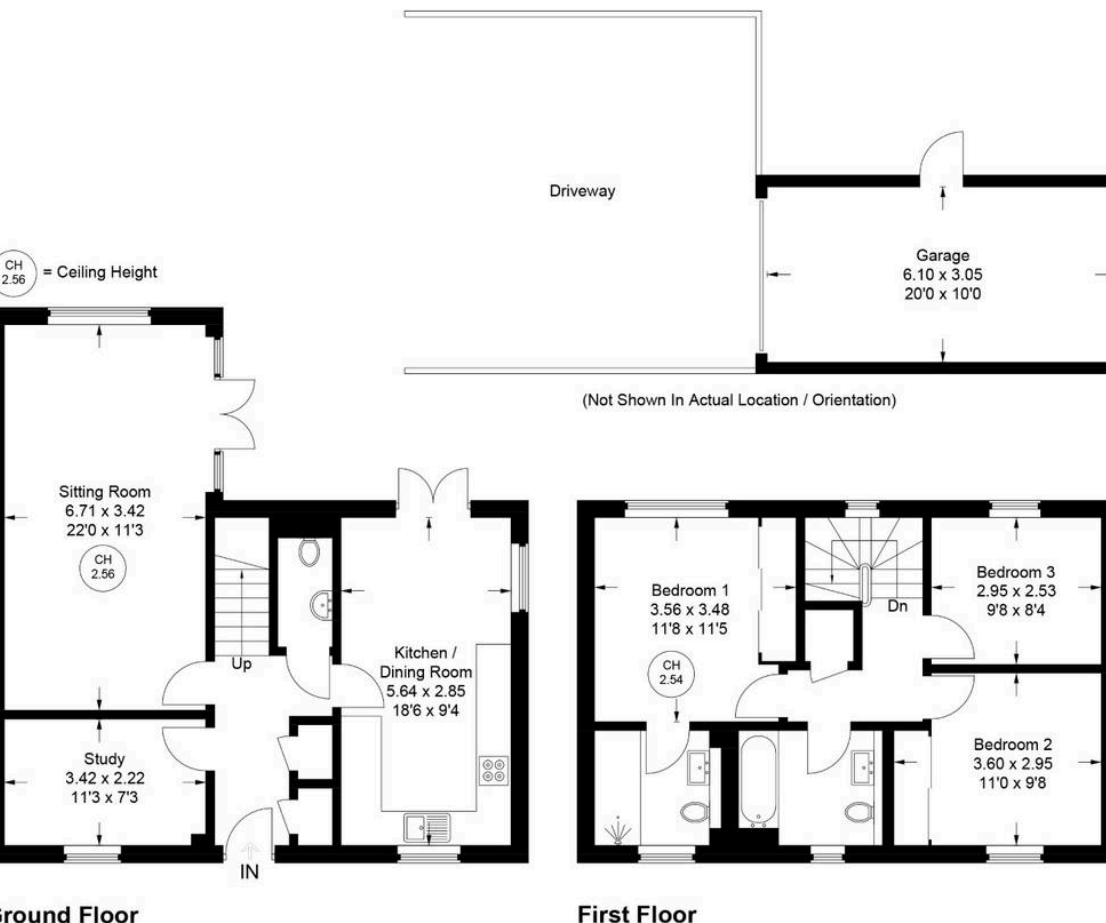 Driveway
Garage
6.10 x 3.05
20'0 x 10'0
CH
2.56
= Ceiling Height
(Not Shown In Actual Location / Orientation)
Sitting Room
6.71 x 3.42
22'0 x 11'3
CH
2.56
Up
Kitchen /
Dining Room
5.64 x 2.85
18'6 x 9'4
Study
3.42 x 2.22
11'3 x 7'3
IN
Bedroom 1
3.56 x 3.48
11'8 x 11'5
CH
2.54
Dn
Bedroom 3
2.95 x 2.53
9'8 x 8'4
Bedroom 2
3.60 x 2.95
11'0 x 9'8
Ground Floor
First Floor